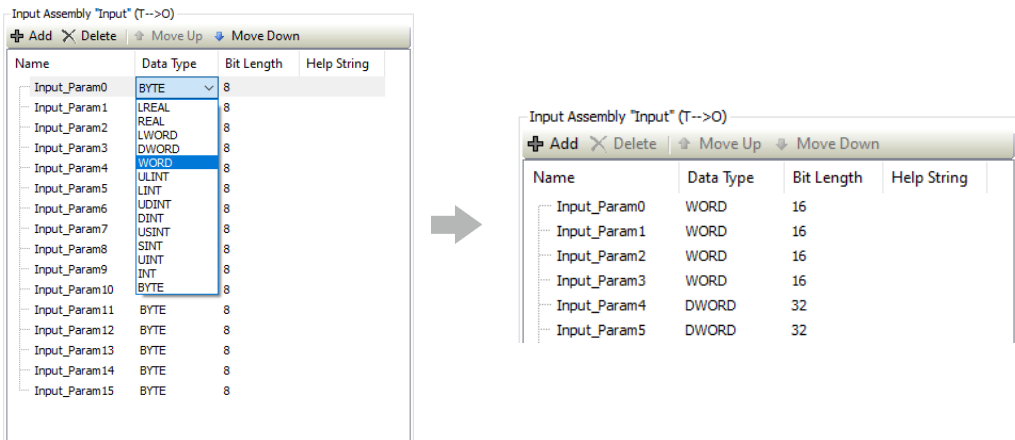 Input Assembly "Input" (T-->O)
Add Delete Move Up Move Down
Name Data Type Bit Length Help String
Input_Param0 BYTE 8
Input_Param1 LREAL 8
REAL
Input_Param2 LWORD 8
Input_Param3 DWORD 8
Input_Param4 WORD 8
ULINT
Input_Param5 LINT 8
Input_Param6 UDINT 8
DINT
Input_Param7 USINT 8
Input_Param8 SINT 8
UINT
Input_Param9 INT 8
Input_Param10 BYTE 8
Input_Param11 BYTE 8
Input_Param12 BYTE 8
Input_Param13 BYTE 8
Input_Param14 BYTE 8
Input_Param15 BYTE 8
Input Assembly "Input" (T-->O)
Add Delete Move Up Move Down
Name Data Type Bit Length Help String
Input_Param0 WORD 16
Input_Param1 WORD 16
Input_Param2 WORD 16
Input_Param3 WORD 16
Input_Param4 DWORD 32
Input_Param5 DWORD 32